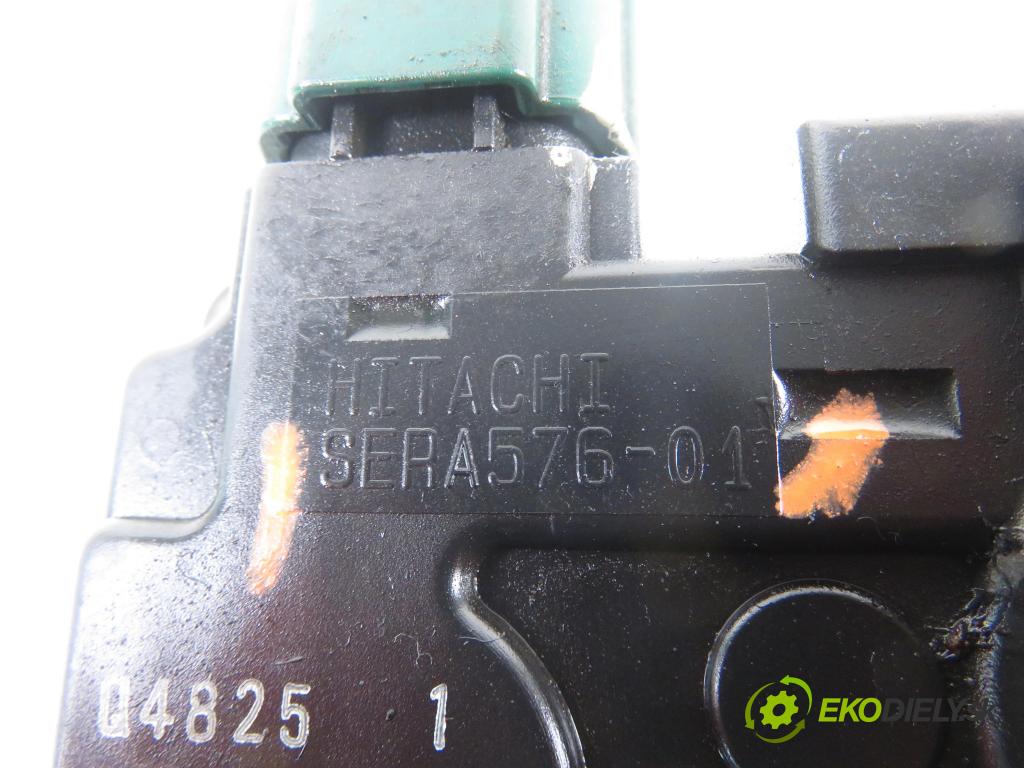 HITACHI
SERA576-01
Q4825 1
EKODIELY